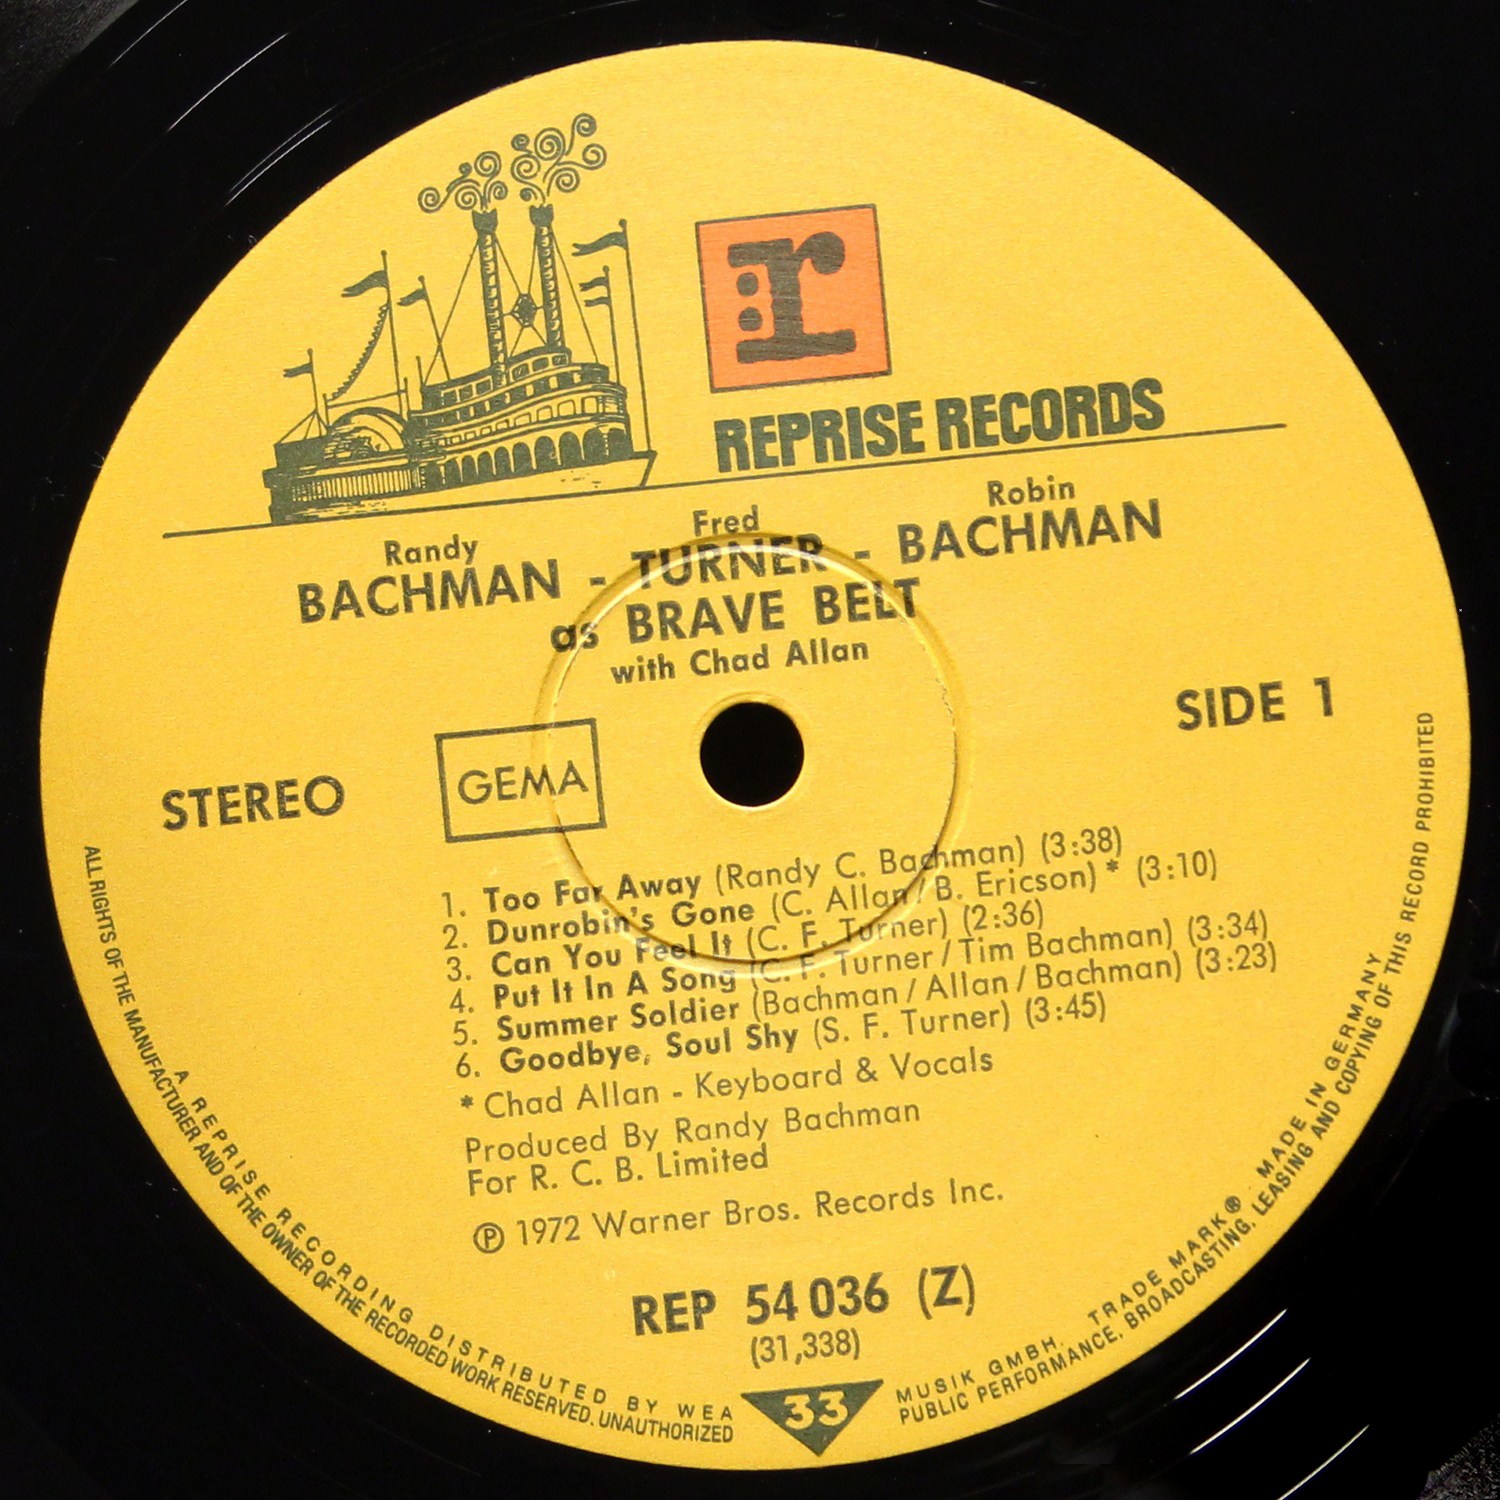 r
REPRISE RECORDS
Randy Fred Robin
BACHMAN - TURNER - BACHMAN
as BRAVE BELT
with Chad Allan
SIDE 1
STEREO
GEMA
1. Too Far Away (Randy C. Bachman) (3:38)
2. Dunrobin's Gone (C. Allan / B. Ericson) * (3:10)
3. Can You Feel It (C. F. Turner) (2:36)
4. Put It In A Song (C. F. Turner / Tim Bachman) (3:34)
5. Summer Soldier (Bachman / Allan / Bachman) (3:23)
6. Goodbye, Soul Shy (S. F. Turner) (3:45)
* Chad Allan - Keyboard & Vocals
Produced By Randy Bachman
For R. C. B. Limited
℗ 1972 Warner Bros. Records Inc.
REP 54 036 (Z)
(31,338)
33
A REPRISE RECORDING DISTRIBUTED BY WEA MUSIK GMBH. TRADE MARK ® . MADE IN GERMANY
ALL RIGHTS OF THE MANUFACTURER AND OF THE OWNER OF THE RECORDED WORK RESERVED. UNAUTHORIZED PUBLIC PERFORMANCE, BROADCASTING, LEASING AND COPYING OF THIS RECORD PROHIBITED